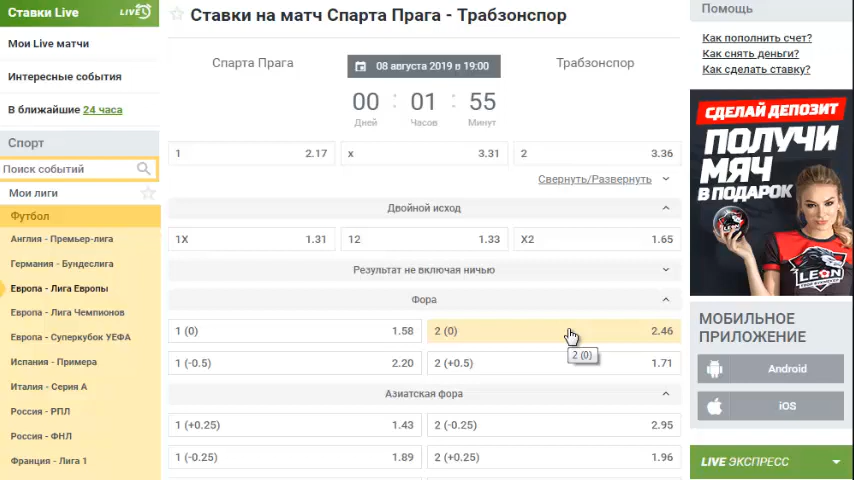 Ставки Live
LIVE
Мои Live матчи
Интересные события
В ближайшие 24 часа
Спорт
Поиск событий
Мои лиги
Футбол
Англия - Премьер-лига
Германия - Бундеслига
Европа - Лига Европы
Европа - Лига Чемпионов
Европа - Суперкубок УЕФА
Испания - Примера
Италия - Серия А
Россия - РПЛ
Россия - ФНЛ
Франция - Лига 1
Ставки на матч Спарта Прага - Трабзонспор
Спарта Прага
08 августа 2019 в 19:00
Трабзонспор
00 : 01 : 55
Дней Часов Минут
1 2.17 x 3.31 2 3.36
Свернуть/Развернуть
Двойной исход
1X 1.31 12 1.33 X2 1.65
Результат не включая ничью
Фора
1 (0) 1.58 2 (0) 2.46
2 (0)
1 (-0.5) 2.20 2 (+0.5) 1.71
Азиатская фора
1 (+0.25) 1.43 2 (-0.25) 2.95
1 (-0.25) 1.89 2 (+0.25) 1.96
Помощь
Как пополнить счет?
Как снять деньги?
Как сделать ставку?
СДЕЛАЙ ДЕПОЗИТ
ПОЛУЧИ
МЯЧ
В ПОДАРОК
LEON
МОБИЛЬНОЕ
ПРИЛОЖЕНИЕ
Android
iOS
LIVE ЭКСПРЕСС